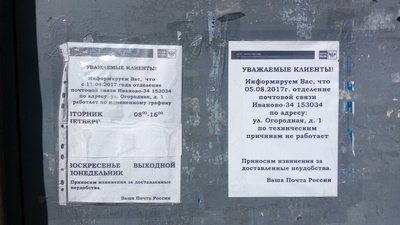 УВАЖАЕМЫЕ КЛИЕНТЫ!
Информируем Вас, что
с 11.04.2017 года отделение
почтовой связи Иваново-34 153034
по адресу: ул. Огородная, д. 1
работает по измененному графику
ВТОРНИК 08⁰⁰-16⁰⁰
ЧЕТВЕРГ
ВОСКРЕСЕНЬЕ ВЫХОДНОЙ
ПОНЕДЕЛЬНИК
Приносим извинения за доставленные
неудобства.
Ваша Почта России
УВАЖАЕМЫЕ КЛИЕНТЫ!
Информируем Вас, что
05.08.2017г. отделение
почтовой связи
Иваново-34 153034
по адресу:
ул. Огородная, д. 1
по техническим
причинам не работает
Приносим извинения за
доставленные неудобства.
Ваша Почта России